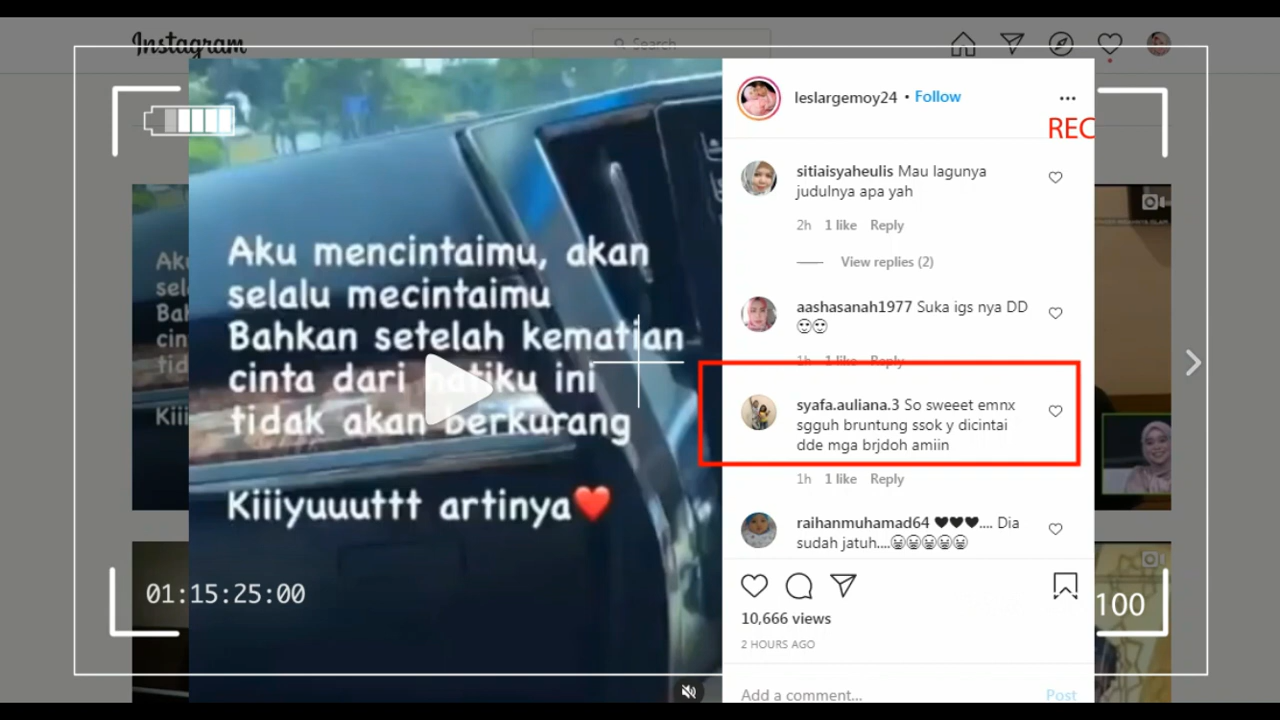 Instagram
Search
leslargemoy24 • Follow
REC
sitiaisyaheulis Mau lagunya
judulnya apa yah
2h 1 like Reply
View replies (2)
aashasanah1977 Suka igs nya DD
1h 1 like Reply
syafa.auliana.3 So sweeet emnx
sgguh bruntung ssok y dicintai
dde mga brjdoh amiin
1h 1 like Reply
raihanmuhamad64 🖤🖤🖤.... Dia
sudah jatuh....
10,666 views
2 HOURS AGO
Add a comment... Post
Aku mencintaimu, akan
selalu mecintaimu
Bahkan setelah kematian
cinta dari hatiku ini
tidak akan berkurang
Kiiiyuuuttt artinya❤️
01:15:25:00
100